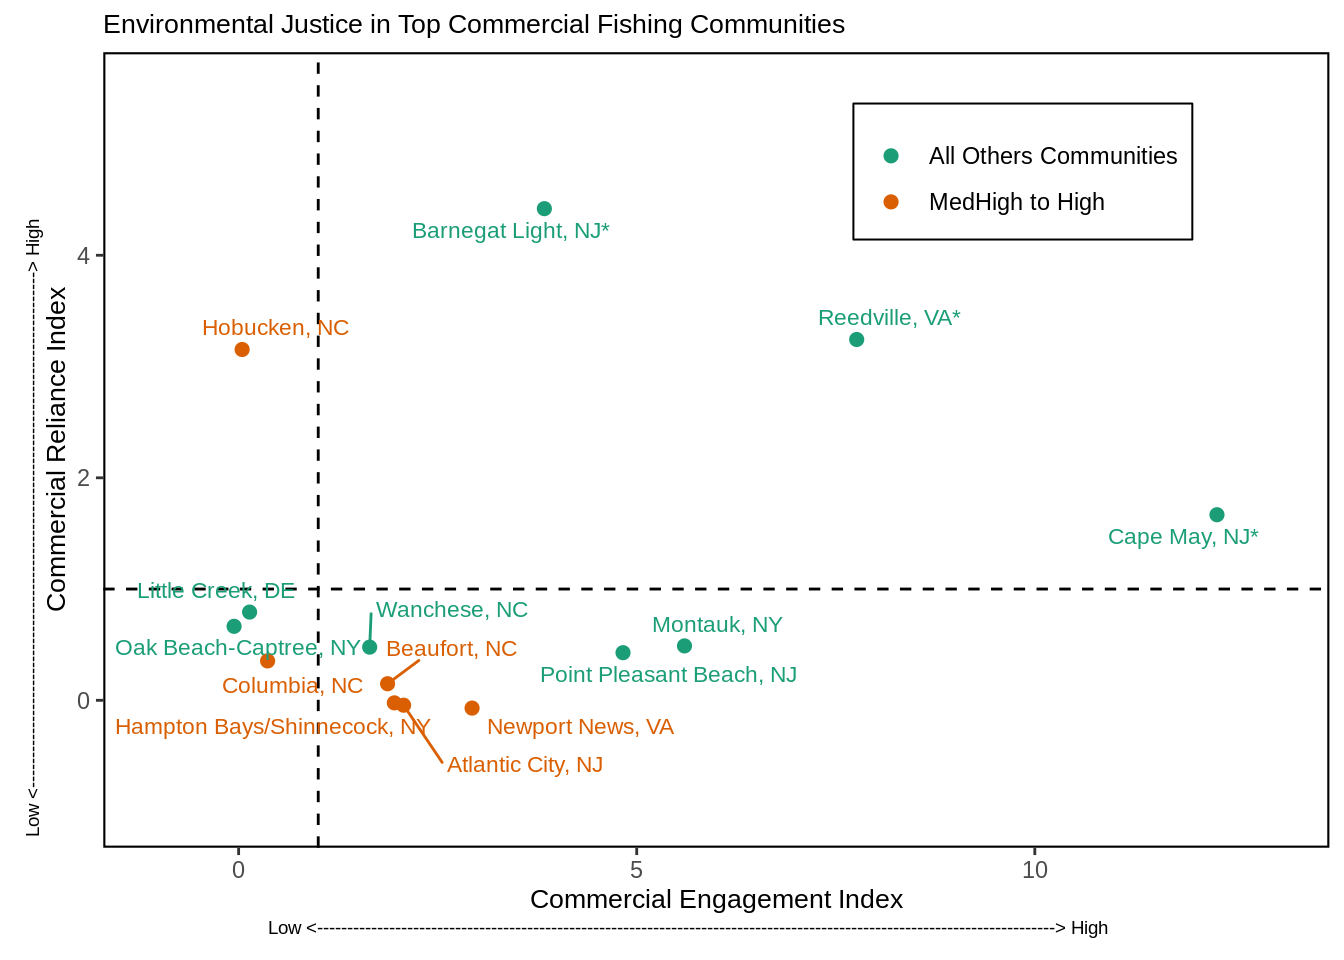 Environmental Justice in Top Commercial Fishing Communities
All Others Communities
MedHigh to High
Barnegat Light, NJ*
Reedville, VA*
Hobucken, NC
Cape May, NJ*
Little Creek, DE
Wanchese, NC
Montauk, NY
Oak Beach-Captree, NY
Beaufort, NC
Point Pleasant Beach, NJ
Columbia, NC
Hampton Bays/Shinnecock, NY
Newport News, VA
Atlantic City, NJ
4
2
0
Commercial Reliance Index
Low <--------------------------------------------------------------------------------------> High
0
5
10
Commercial Engagement Index
Low <----------------------------------------------------------------------------------------------------------------------------> High